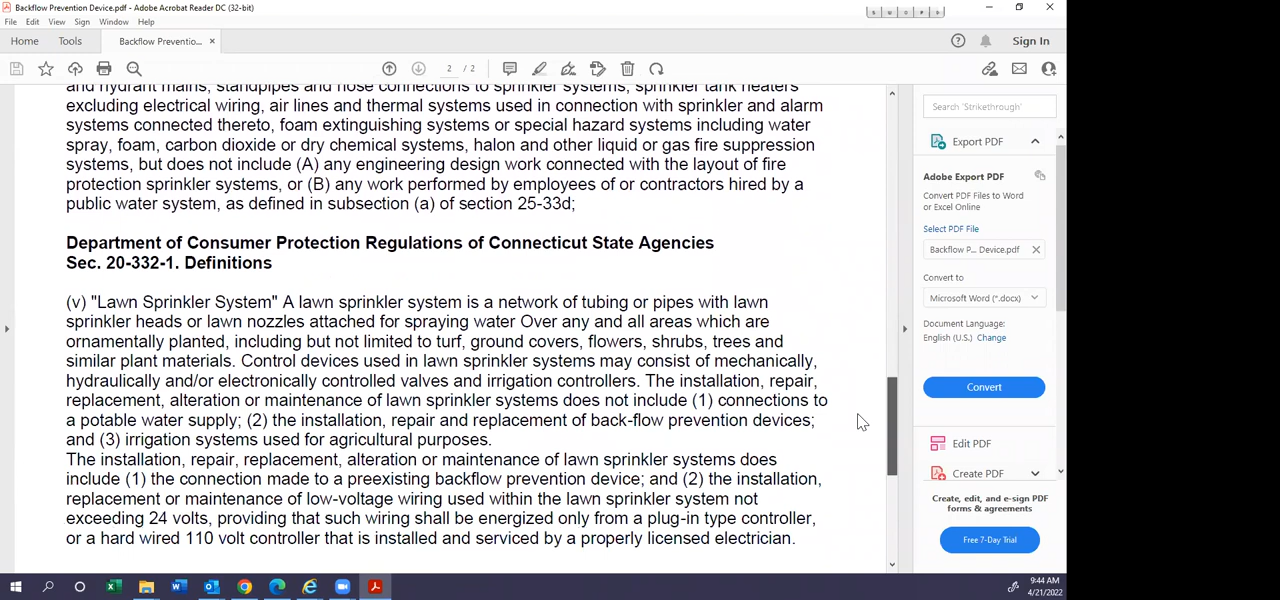 Backflow Prevention Device.pdf - Adobe Acrobat Reader DC (32-bit)
File Edit View Sign Window Help
Home Tools Backflow Preventio... × Sign In
2 / 2
and hydrant mains, standpipes and hose connections to sprinkler systems, sprinkler tank heaters
excluding electrical wiring, air lines and thermal systems used in connection with sprinkler and alarm
systems connected thereto, foam extinguishing systems or special hazard systems including water
spray, foam, carbon dioxide or dry chemical systems, halon and other liquid or gas fire suppression
systems, but does not include (A) any engineering design work connected with the layout of fire
protection sprinkler systems, or (B) any work performed by employees of or contractors hired by a
public water system, as defined in subsection (a) of section 25-33d;
Department of Consumer Protection Regulations of Connecticut State Agencies
Sec. 20-332-1. Definitions
(v) "Lawn Sprinkler System" A lawn sprinkler system is a network of tubing or pipes with lawn
sprinkler heads or lawn nozzles attached for spraying water Over any and all areas which are
ornamentally planted, including but not limited to turf, ground covers, flowers, shrubs, trees and
similar plant materials. Control devices used in lawn sprinkler systems may consist of mechanically,
hydraulically and/or electronically controlled valves and irrigation controllers. The installation, repair,
replacement, alteration or maintenance of lawn sprinkler systems does not include (1) connections to
a potable water supply; (2) the installation, repair and replacement of back-flow prevention devices;
and (3) irrigation systems used for agricultural purposes.
The installation, repair, replacement, alteration or maintenance of lawn sprinkler systems does
include (1) the connection made to a preexisting backflow prevention device; and (2) the installation,
replacement or maintenance of low-voltage wiring used within the lawn sprinkler system not
exceeding 24 volts, providing that such wiring shall be energized only from a plug-in type controller,
or a hard wired 110 volt controller that is installed and serviced by a properly licensed electrician.
Search 'Strikethrough'
Export PDF
Adobe Export PDF
Convert PDF Files to Word
or Excel Online
Select PDF File
Backflow P... Device.pdf ×
Convert to
Microsoft Word (*.docx)
Document Language:
English (U.S.) Change
Convert
Edit PDF
Create PDF
Create, edit, and e-sign PDF
forms & agreements
Free 7-Day Trial
9:44 AM
4/21/2022